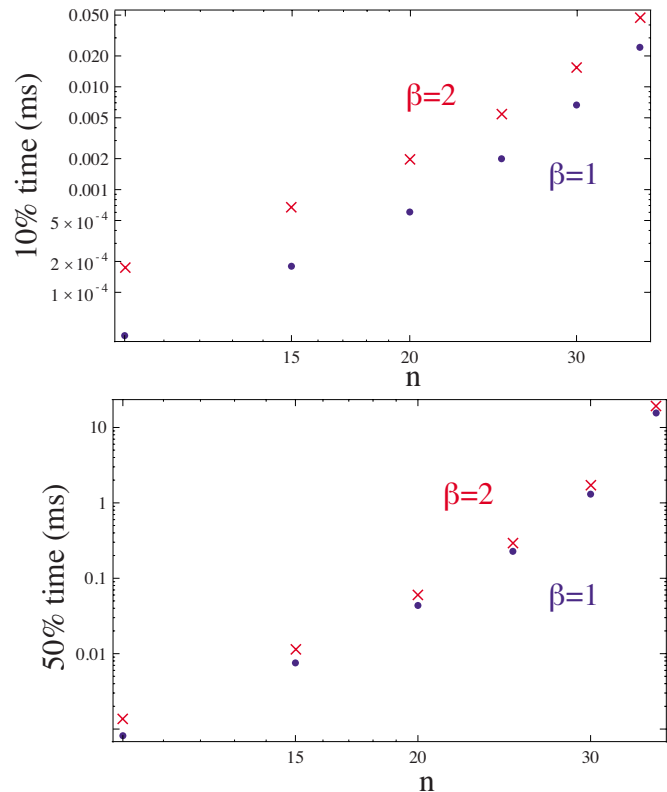 0.050
0.020
0.010
0.005
0.002
0.001
5 × 10⁻⁴
2 × 10⁻⁴
1 × 10⁻⁴
10% time (ms)
β=2
β=1
15
20
30
n
10
1
0.1
0.01
50% time (ms)
β=2
β=1
15
20
30
n